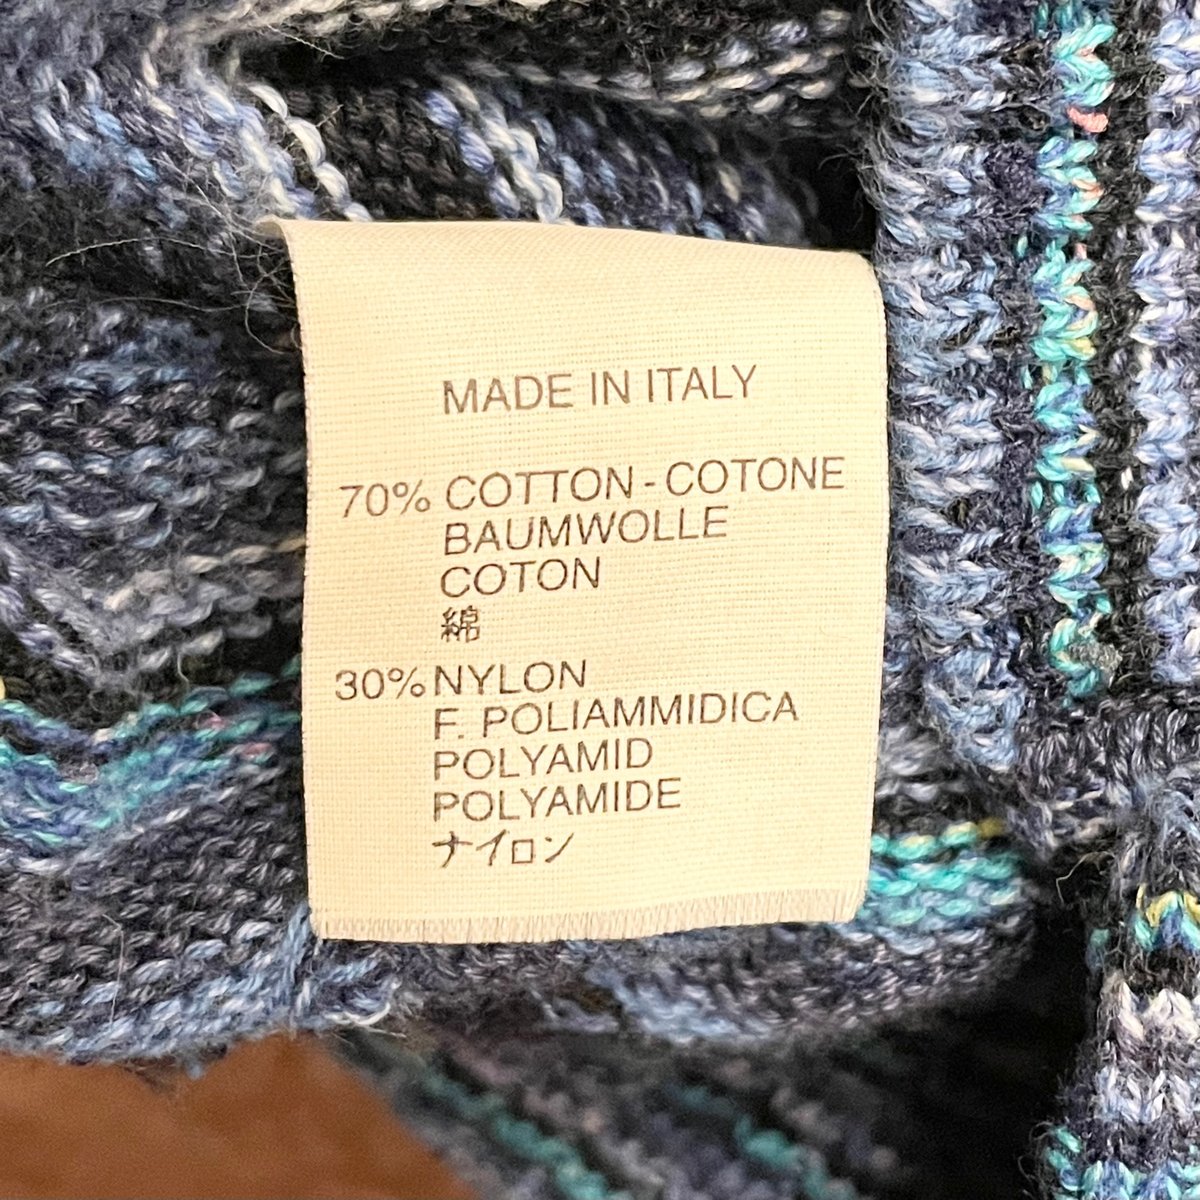 MADE IN ITALY
70% COTTON - COTONE
BAUMWOLLE
COTON
綿
30% NYLON
F. POLIAMMIDICA
POLYAMID
POLYAMIDE
ナイロン